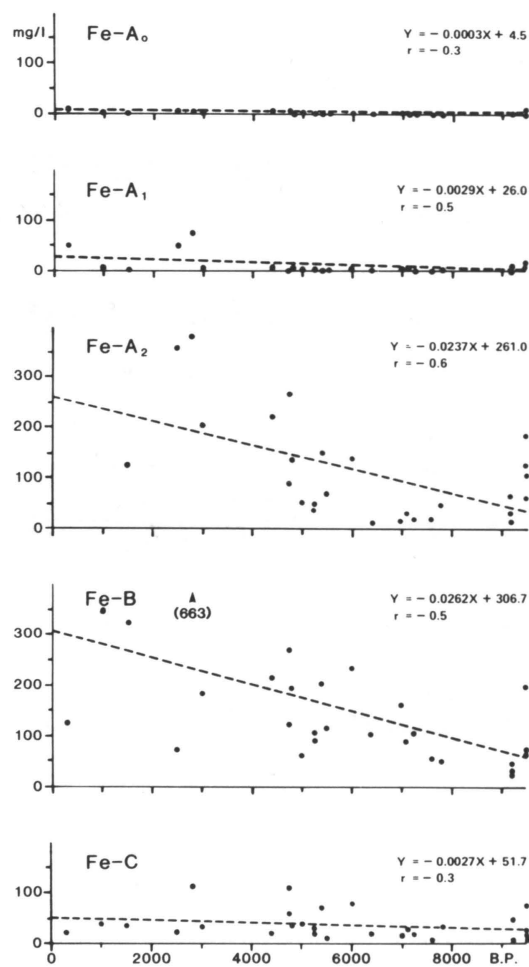 mg/l
Fe-A₀
Y = − 0.0003X + 4.5
r = − 0.3
150
0
Fe-A₁
Y = − 0.0029X + 26.0
r = − 0.5
100
0
Fe-A₂
Y = − 0.0237X + 261.0
r = − 0.6
300
200
100
0
Fe-B
(663)
Y = − 0.0262X + 306.7
r = − 0.5
300
200
100
0
Fe-C
Y = − 0.0027X + 51.7
r = − 0.3
100
0
0 2000 4000 6000 8000 B.P.